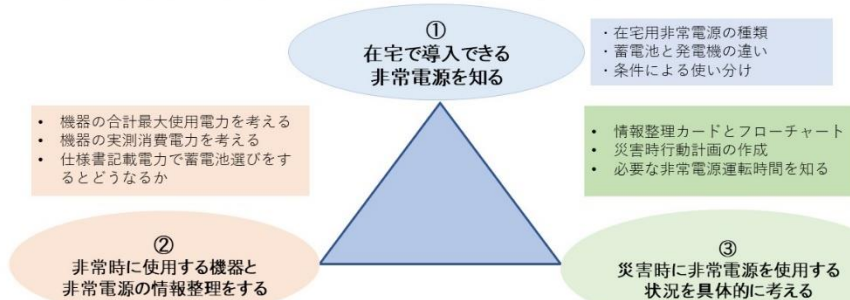 ①
在宅で導入できる
非常電源を知る
・在宅用非常電源の種類
・蓄電池と発電機の違い
・条件による使い分け
• 機器の合計最大使用電力を考える
• 機器の実測消費電力を考える
• 仕様書記載電力で蓄電池選びをす
るとどうなるか
• 情報整理カードとフローチャート
• 災害時行動計画の作成
• 必要な非常電源運転時間を知る
②
非常時に使用する機器と
非常電源の情報整理をする
③
災害時に非常電源を使用する
状況を具体的に考える